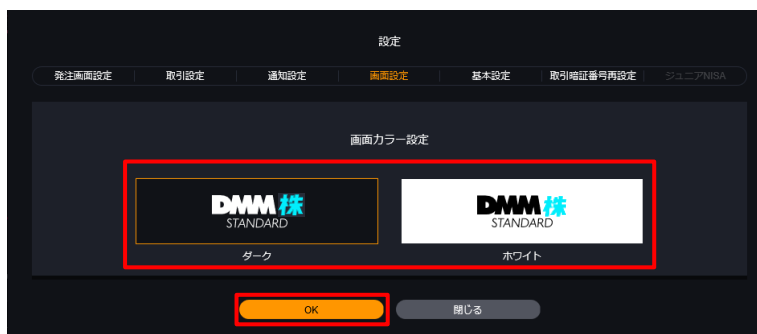 設定
発注画面設定 取引設定 通知設定 画面設定 基本設定 取引暗証番号再設定 ジュニアNISA
画面カラー設定
DMM株 DMM株
STANDARD STANDARD
ダーク ホワイト
OK 閉じる